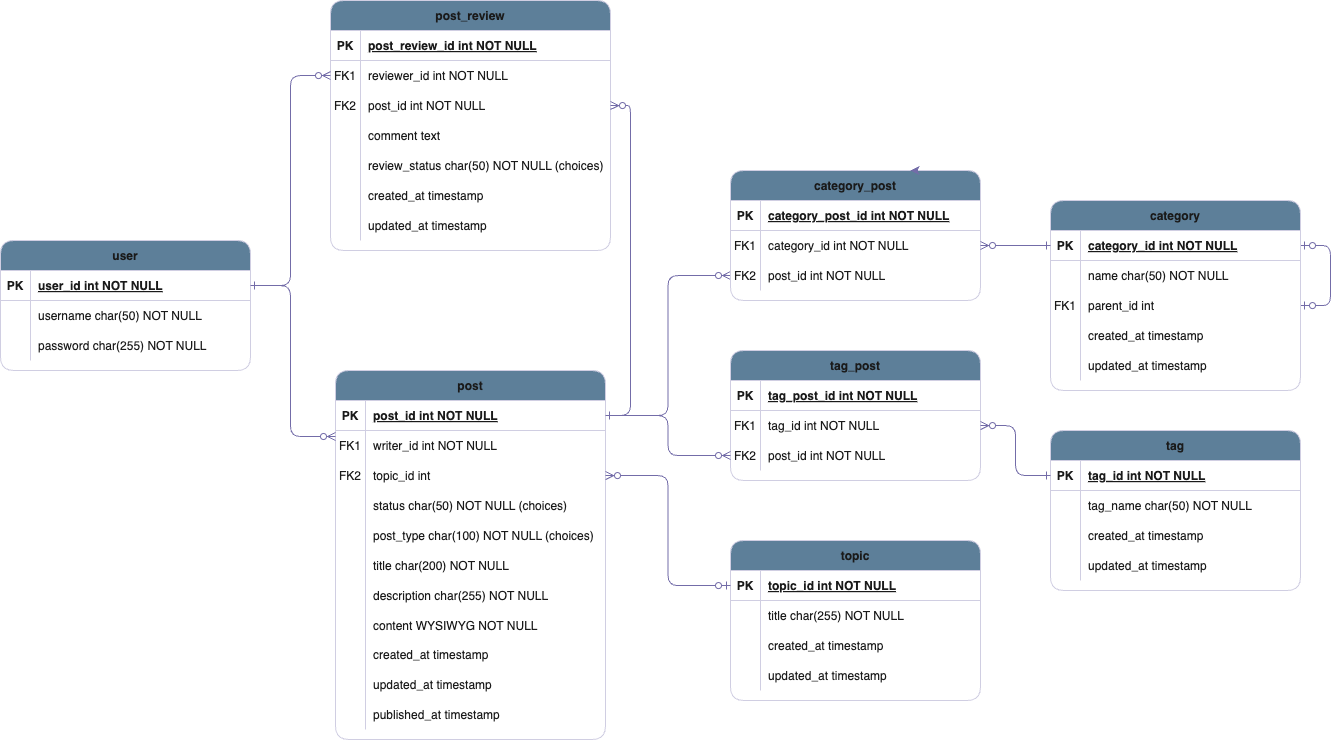 post_review
PK post_review_id int NOT NULL
FK1 reviewer_id int NOT NULL
FK2 post_id int NOT NULL
comment text
review_status char(50) NOT NULL (choices)
created_at timestamp
updated_at timestamp
user
PK user_id int NOT NULL
username char(50) NOT NULL
password char(255) NOT NULL
post
PK post_id int NOT NULL
FK1 writer_id int NOT NULL
FK2 topic_id int
status char(50) NOT NULL (choices)
post_type char(100) NOT NULL (choices)
title char(200) NOT NULL
description char(255) NOT NULL
content WYSIWYG NOT NULL
created_at timestamp
updated_at timestamp
published_at timestamp
category_post
PK category_post_id int NOT NULL
FK1 category_id int NOT NULL
FK2 post_id int NOT NULL
category
PK category_id int NOT NULL
name char(50) NOT NULL
FK1 parent_id int
created_at timestamp
updated_at timestamp
tag_post
PK tag_post_id int NOT NULL
FK1 tag_id int NOT NULL
FK2 post_id int NOT NULL
tag
PK tag_id int NOT NULL
tag_name char(50) NOT NULL
created_at timestamp
updated_at timestamp
topic
PK topic_id int NOT NULL
title char(255) NOT NULL
created_at timestamp
updated_at timestamp